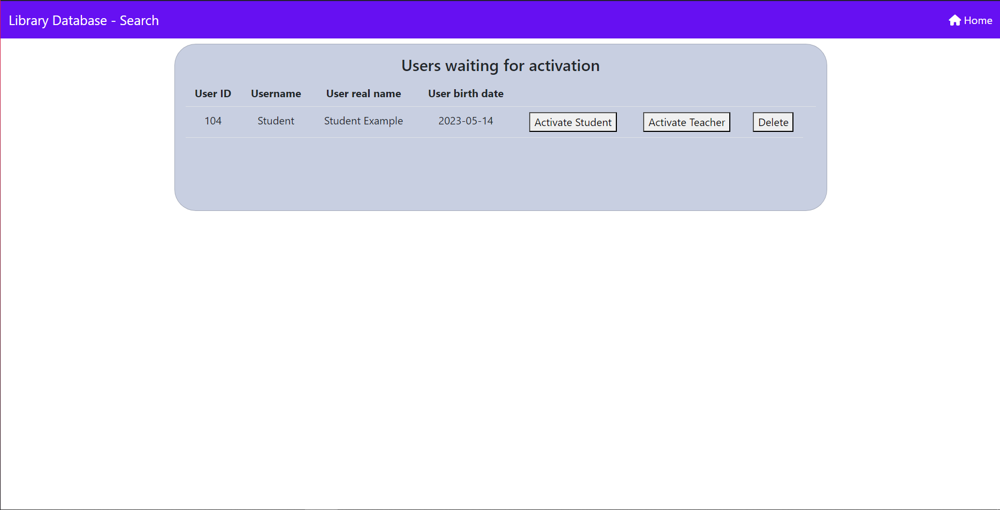 Library Database - Search Home
Users waiting for activation
User ID Username User real name User birth date
104 Student Student Example 2023-05-14 Activate Student Activate Teacher Delete